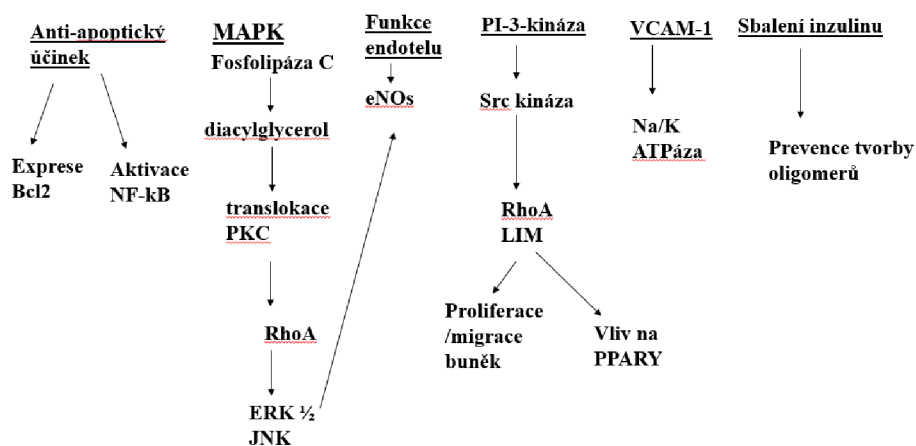 Anti-apoptický
účinek
Exprese
Bcl2
Aktivace
NF-kB
MAPK
Fosfolipáza C
diacylglycerol
translokace
PKC
RhoA
ERK ½
JNK
Funkce
endotelu
eNOs
PI-3-kináza
Src kináza
RhoA
LIM
Proliferace
/migrace
buněk
Vliv na
PPARY
VCAM-1
Na/K
ATPáza
Sbalení inzulinu
Prevence tvorby
oligomerů